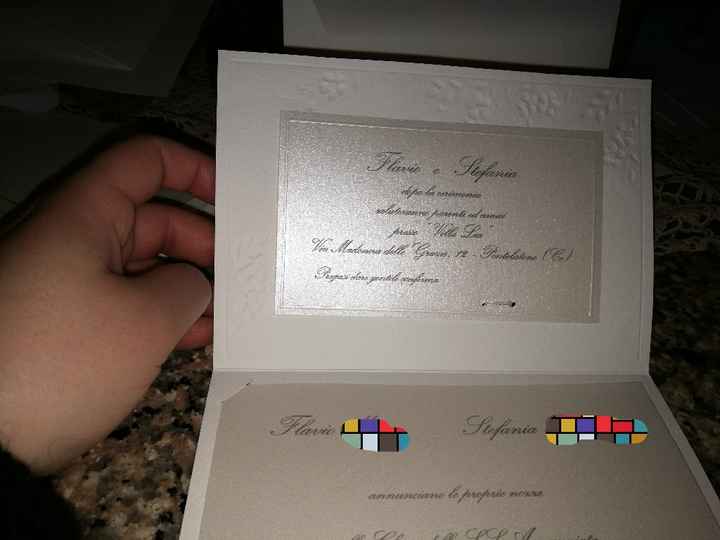 Flavio e Stefania
dopo la cerimonia
saluteranno parenti ed amici
presso "Villa Lia"
Via Madonna delle Grazie, 12 - Pontelatone (Ce)
Pregasi dare gentile conferma
Flavio Stefania
annunciano le proprie nozze